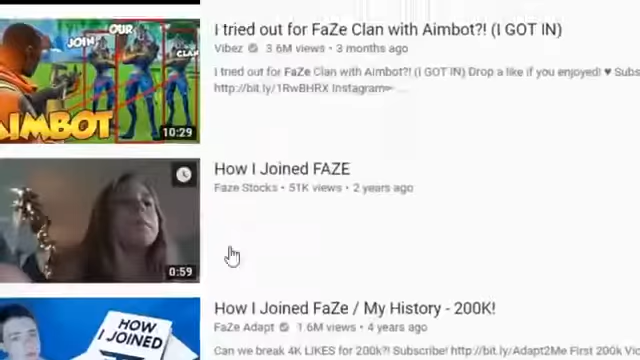 JOIN OUR
CLAN
AIMBOT
10:29
I tried out for FaZe Clan with Aimbot?! (I GOT IN)
Vibez 3.6M views • 3 months ago
I tried out for FaZe Clan with Aimbot?! (I GOT IN) Drop a like if you enjoyed! ♥ Subs
http://bit.ly/1RwBHRX Instagram
0:59
How I Joined FAZE
Faze Stocks • 51K views • 2 years ago
HOW
I JOINED
How I Joined FaZe / My History - 200K!
FaZe Adapt 1.6M views • 4 years ago
Can we break 4K LIKES for 200k?! Subscribe! http://bit.ly/Adapt2Me First 200k V